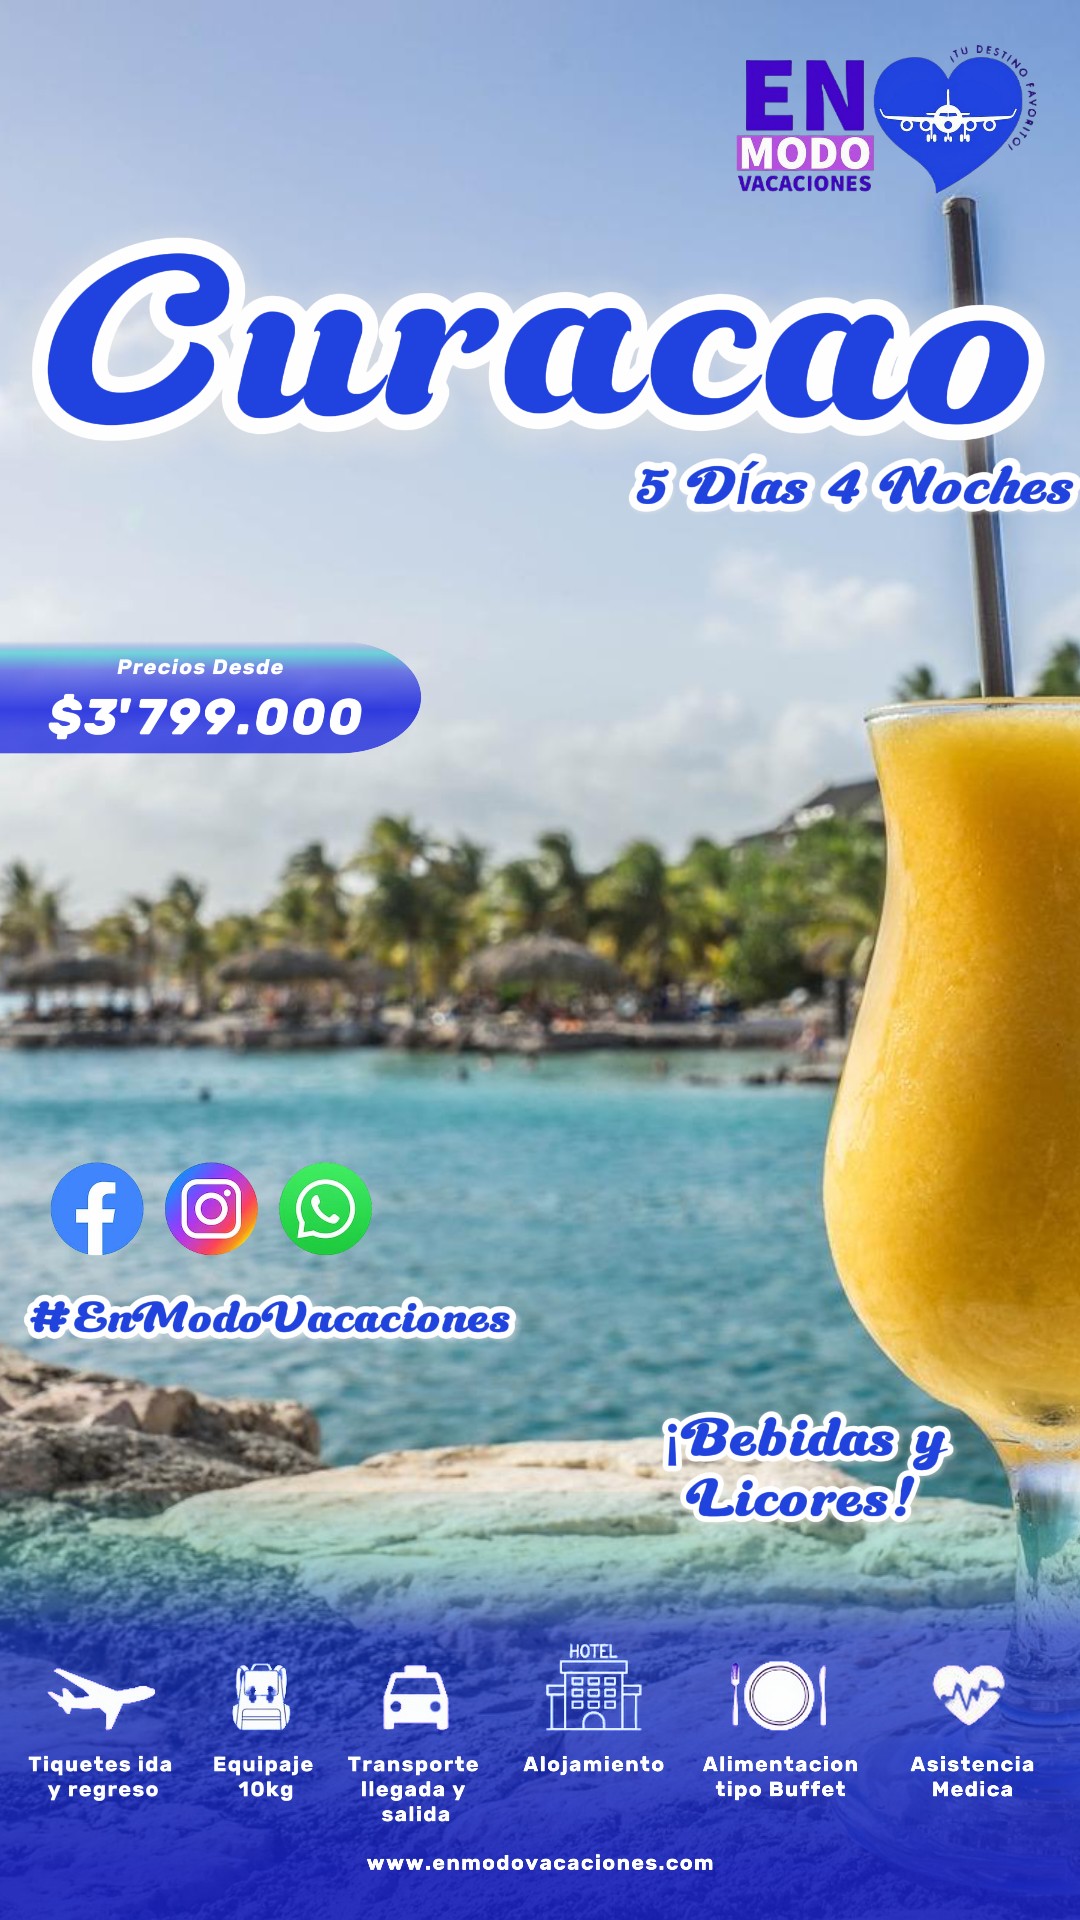 EN
MODO
VACACIONES
¡TU DESTINO FAVORITO!
Curacao
5 Días 4 Noches
Precios Desde
$3'799.000
#EnModoVacaciones
¡Bebidas y
Licores!
HOTEL
Tiquetes ida
y regreso
Equipaje
10kg
Transporte
llegada y
salida
Alojamiento
Alimentacion
tipo Buffet
Asistencia
Medica
www.enmodovacaciones.com